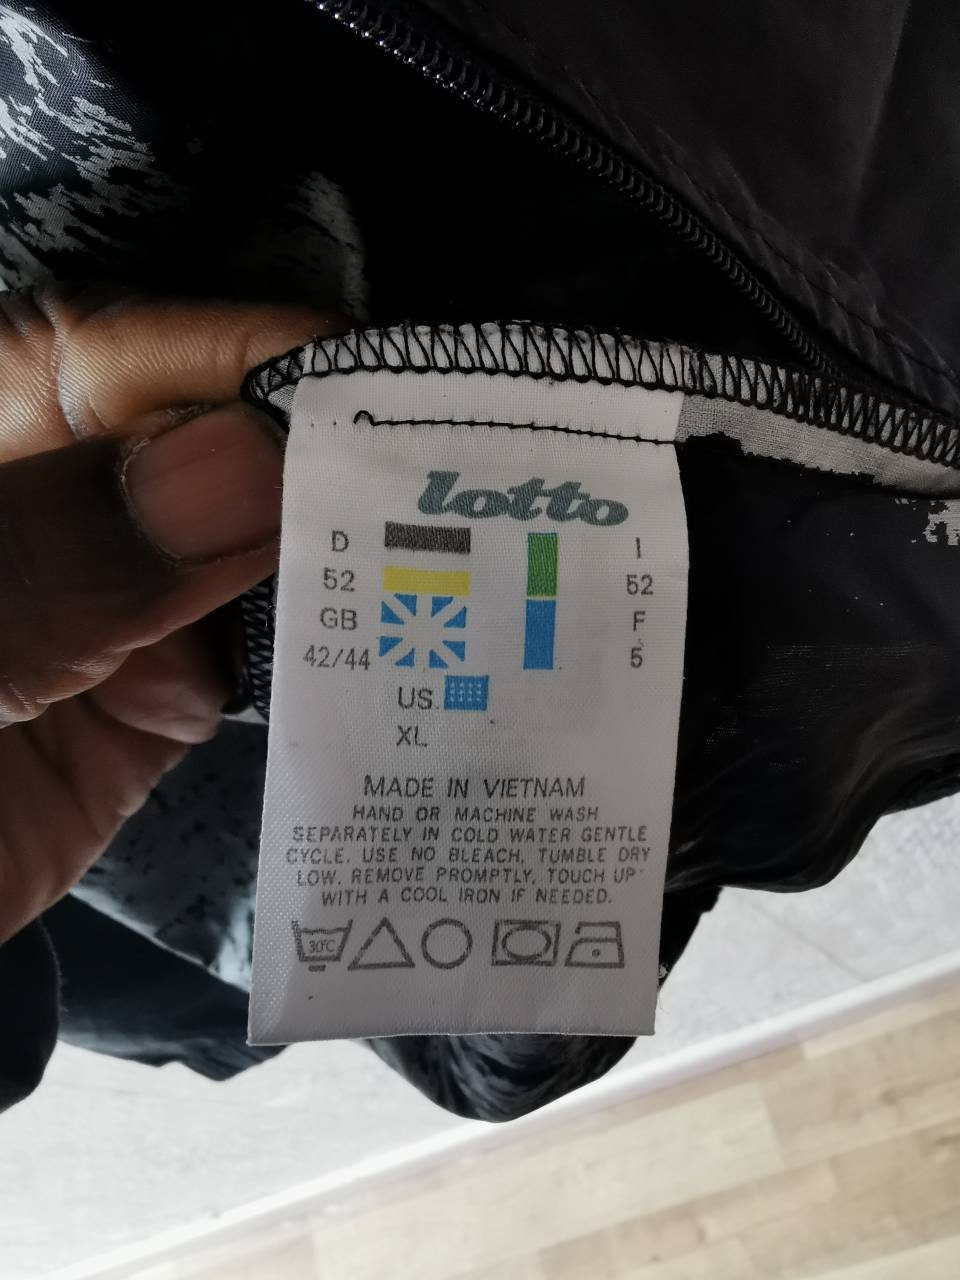 lotto
D I
52 52
GB F
42/44 5
US
XL
MADE IN VIETNAM
HAND OR MACHINE WASH
SEPARATELY IN COLD WATER GENTLE
CYCLE. USE NO BLEACH, TUMBLE DRY
LOW. REMOVE PROMPTLY, TOUCH UP
WITH A COOL IRON IF NEEDED.
30°C